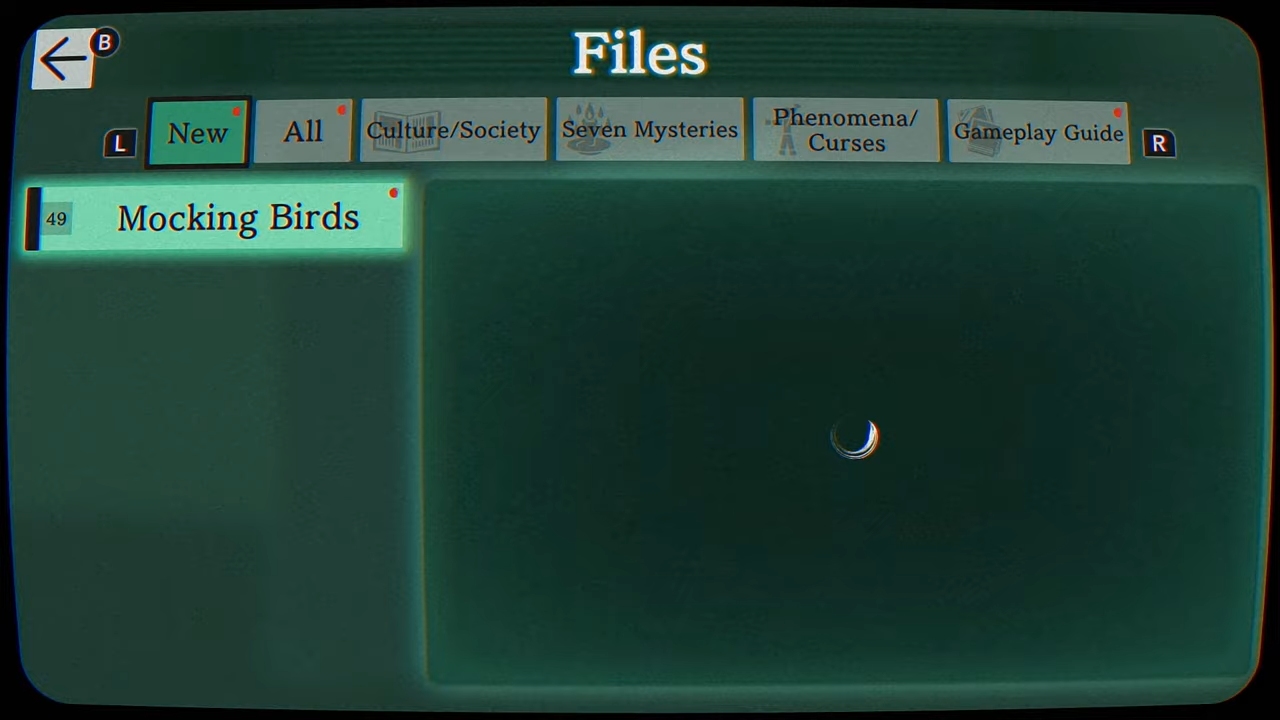 B
Files
L
New
All
Culture/Society
Seven Mysteries
Phenomena/
Curses
Gameplay Guide
R
49
Mocking Birds